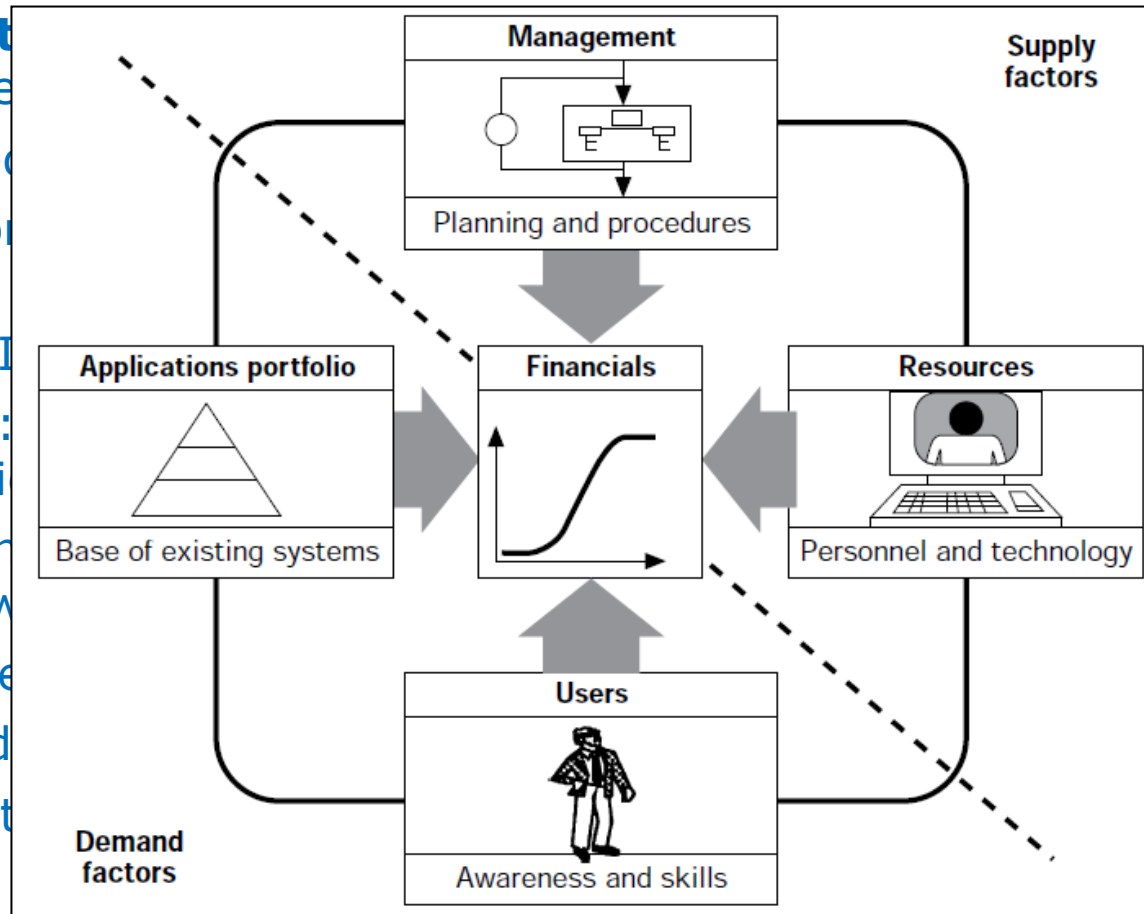 Management
Supply
factors
Planning and procedures
Applications portfolio
Financials
Resources
Base of existing systems
Personnel and technology
Users
Demand
factors
Awareness and skills